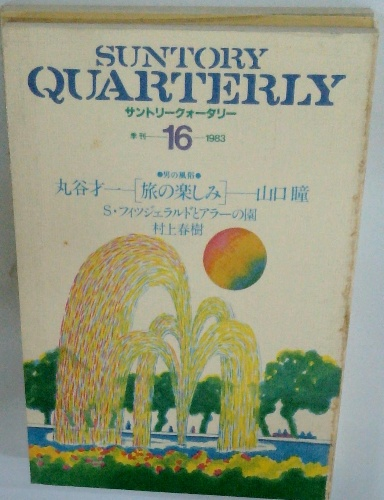 SUNTORY
QUARTERLY
サントリークォータリー
季刊—16—1983
●男の風俗●
丸谷才一—[旅の楽しみ]—山口瞳
S・フィッツジェラルドとアラーの園
村上春樹